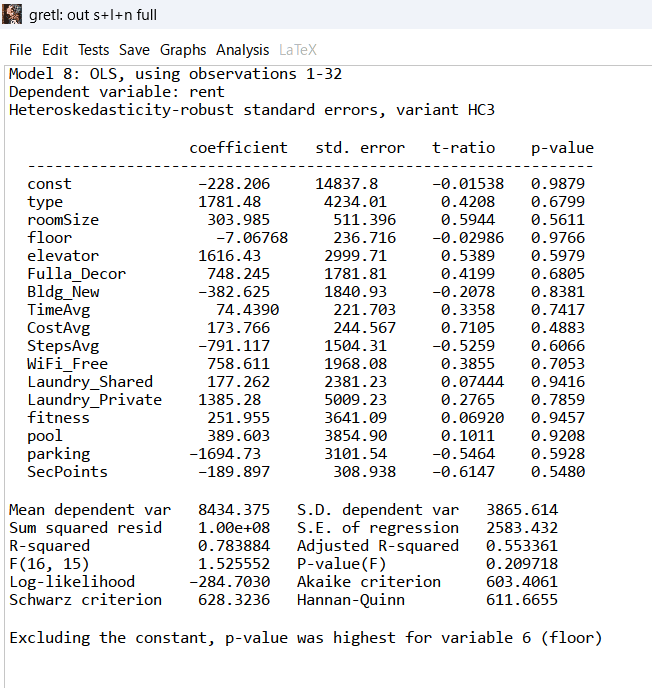 gretl: out s+l+n full
File Edit Tests Save Graphs Analysis LaTeX
Model 8: OLS, using observations 1-32
Dependent variable: rent
Heteroskedasticity-robust standard errors, variant HC3
coefficient std. error t-ratio p-value
---------------------------------------------------------------
const −228.206 14837.8 −0.01538 0.9879
type 1781.48 4234.01 0.4208 0.6799
roomSize 303.985 511.396 0.5944 0.5611
floor −7.06768 236.716 −0.02986 0.9766
elevator 1616.43 2999.71 0.5389 0.5979
Fulla_Decor 748.245 1781.81 0.4199 0.6805
Bldg_New −382.625 1840.93 −0.2078 0.8381
TimeAvg 74.4390 221.703 0.3358 0.7417
CostAvg 173.766 244.567 0.7105 0.4883
StepsAvg −791.117 1504.31 −0.5259 0.6066
WiFi_Free 758.611 1968.08 0.3855 0.7053
Laundry_Shared 177.262 2381.23 0.07444 0.9416
Laundry_Private 1385.28 5009.23 0.2765 0.7859
fitness 251.955 3641.09 0.06920 0.9457
pool 389.603 3854.90 0.1011 0.9208
parking −1694.73 3101.54 −0.5464 0.5928
SecPoints −189.897 308.938 −0.6147 0.5480
Mean dependent var 8434.375 S.D. dependent var 3865.614
Sum squared resid 1.00e+08 S.E. of regression 2583.432
R-squared 0.783884 Adjusted R-squared 0.553361
F(16, 15) 1.525552 P-value(F) 0.209718
Log-likelihood −284.7030 Akaike criterion 603.4061
Schwarz criterion 628.3236 Hannan-Quinn 611.6655
Excluding the constant, p-value was highest for variable 6 (floor)